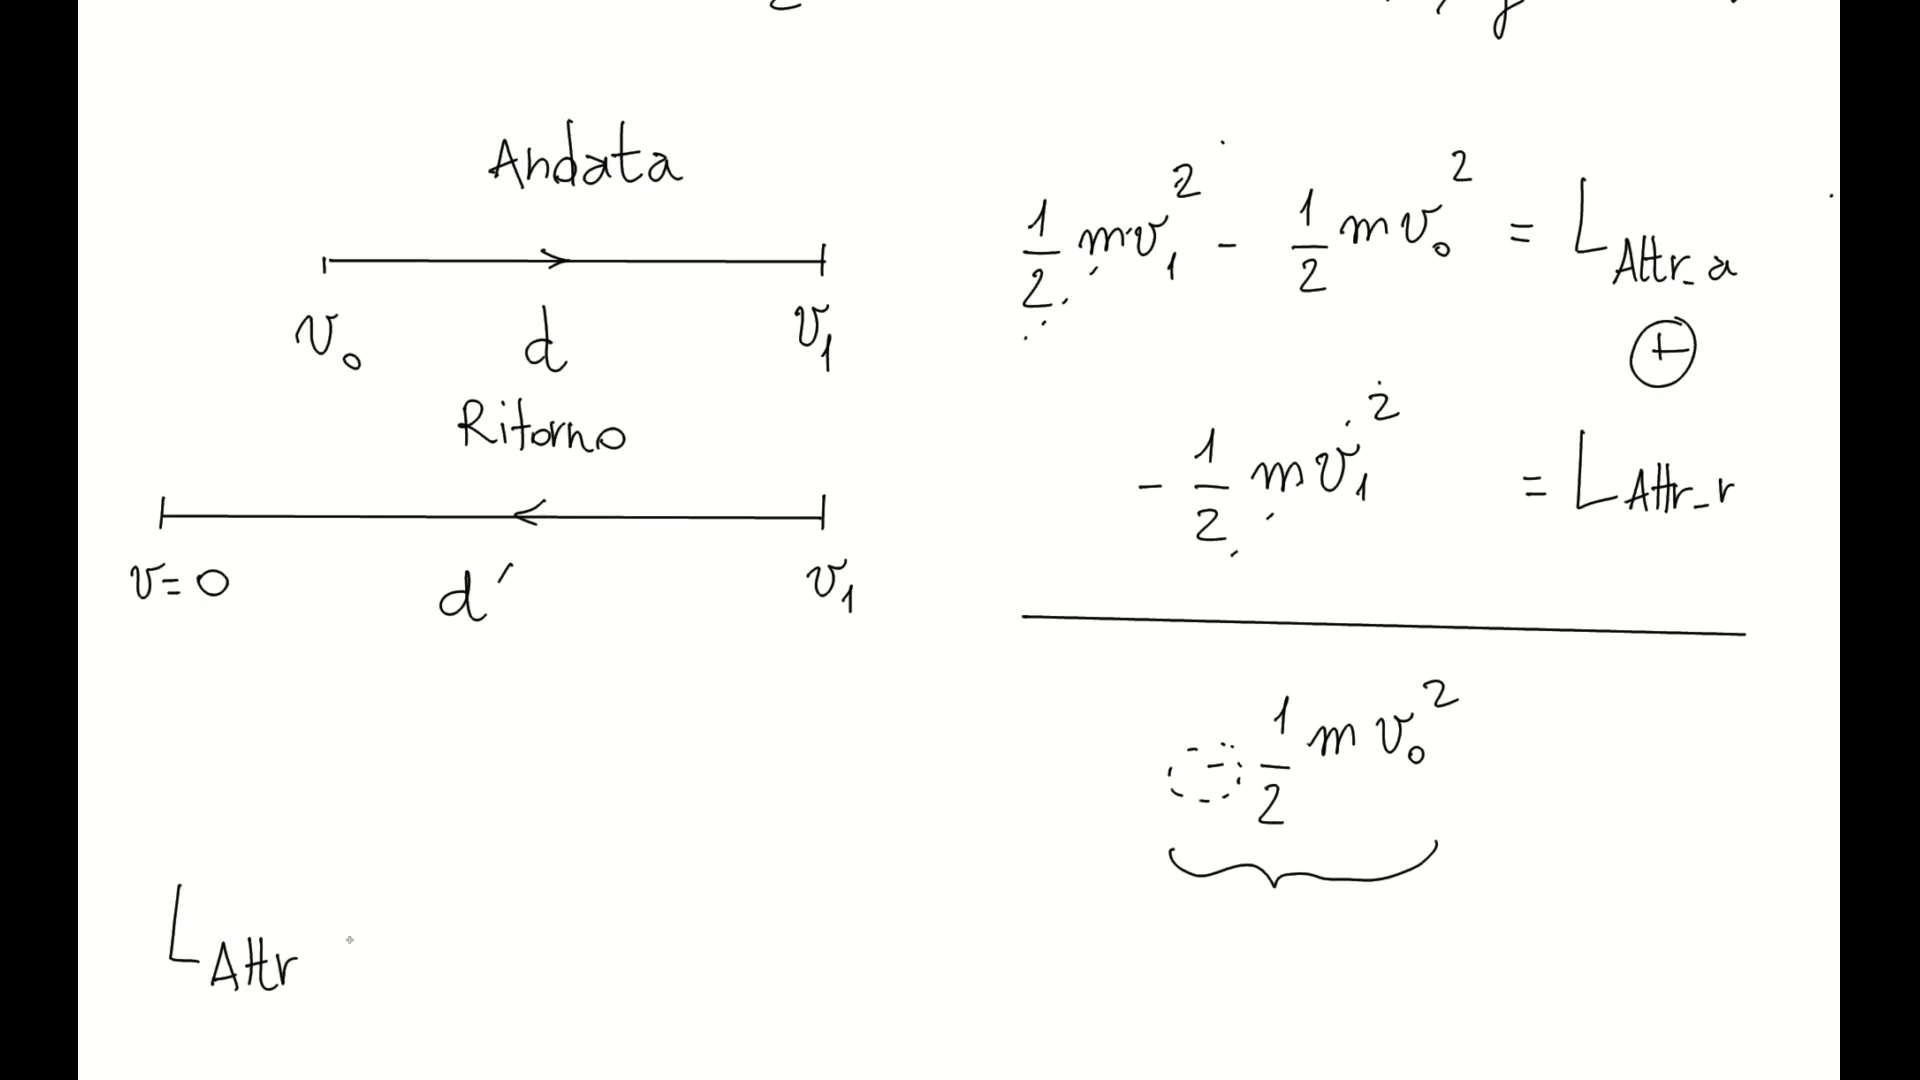 Andata
v₀ d v₁
Ritorno
v=0 d′ v₁
1/2 mv₁² - 1/2 mv₀² = L_Attr_a
⊕
- 1/2 mv₁² = L_Attr_r
- 1/2 mv₀²
L_Attr